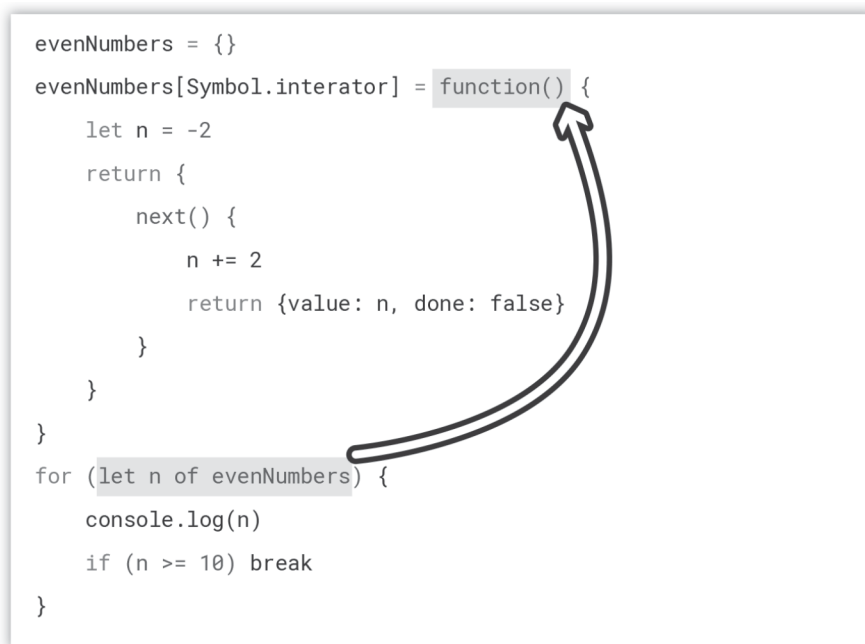 evenNumbers = {}
evenNumbers[Symbol.interator] = function() {
let n = -2
return {
next() {
n += 2
return {value: n, done: false}
}
}
}
for (let n of evenNumbers) {
console.log(n)
if (n >= 10) break
}